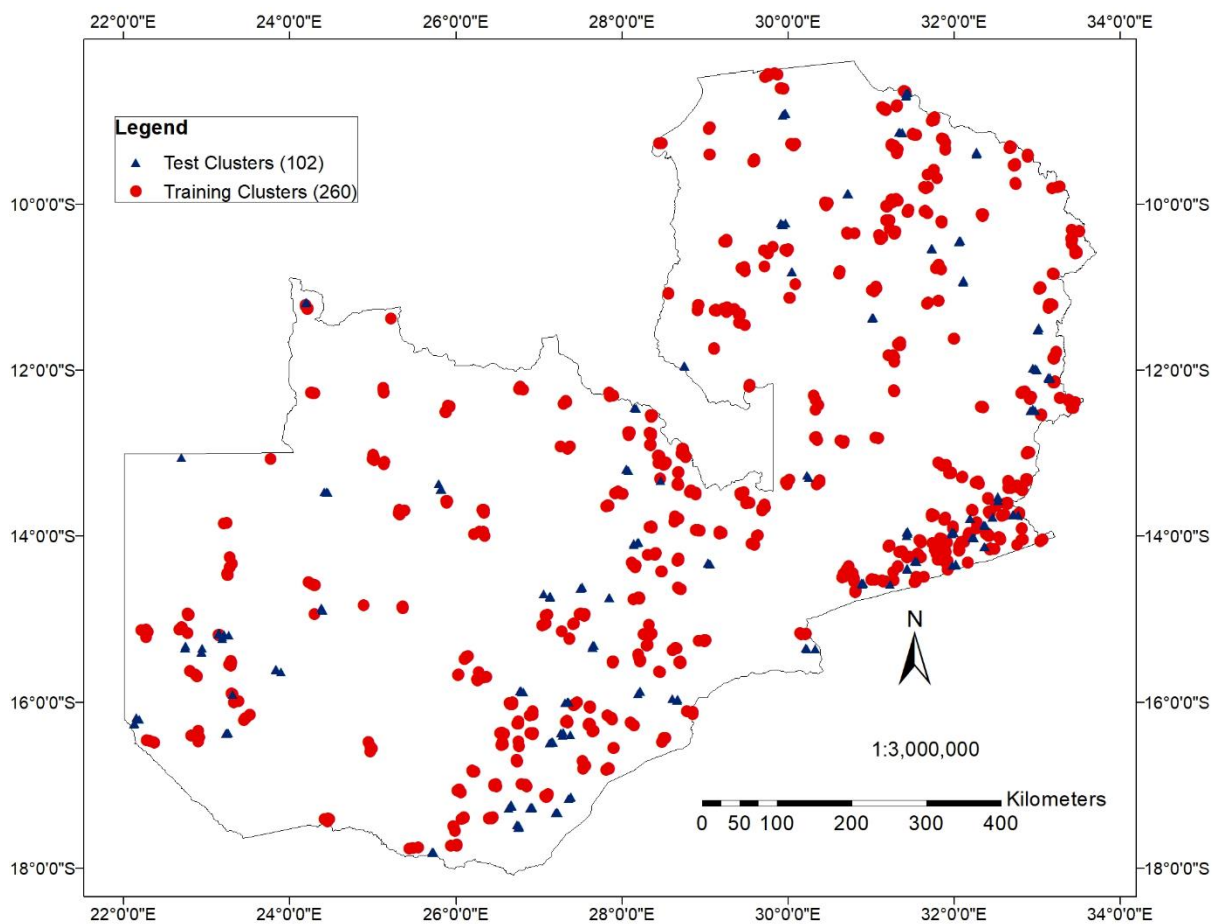 22°0'0"E 24°0'0"E 26°0'0"E 28°0'0"E 30°0'0"E 32°0'0"E 34°0'0"E
Legend
Test Clusters (102)
Training Clusters (260)
10°0'0"S 10°0'0"S
12°0'0"S 12°0'0"S
14°0'0"S 14°0'0"S
N
16°0'0"S 16°0'0"S
1:3,000,000
Kilometers
0 50 100 200 300 400
18°0'0"S 18°0'0"S
22°0'0"E 24°0'0"E 26°0'0"E 28°0'0"E 30°0'0"E 32°0'0"E 34°0'0"E